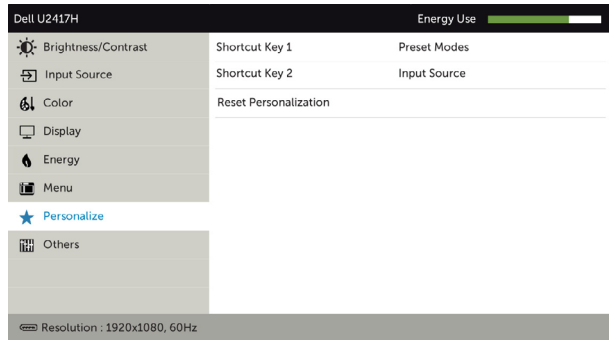 Dell U2417H Energy Use
Brightness/Contrast Shortcut Key 1 Preset Modes
Input Source Shortcut Key 2 Input Source
Color Reset Personalization
Display
Energy
Menu
Personalize
Others
Resolution : 1920x1080, 60Hz